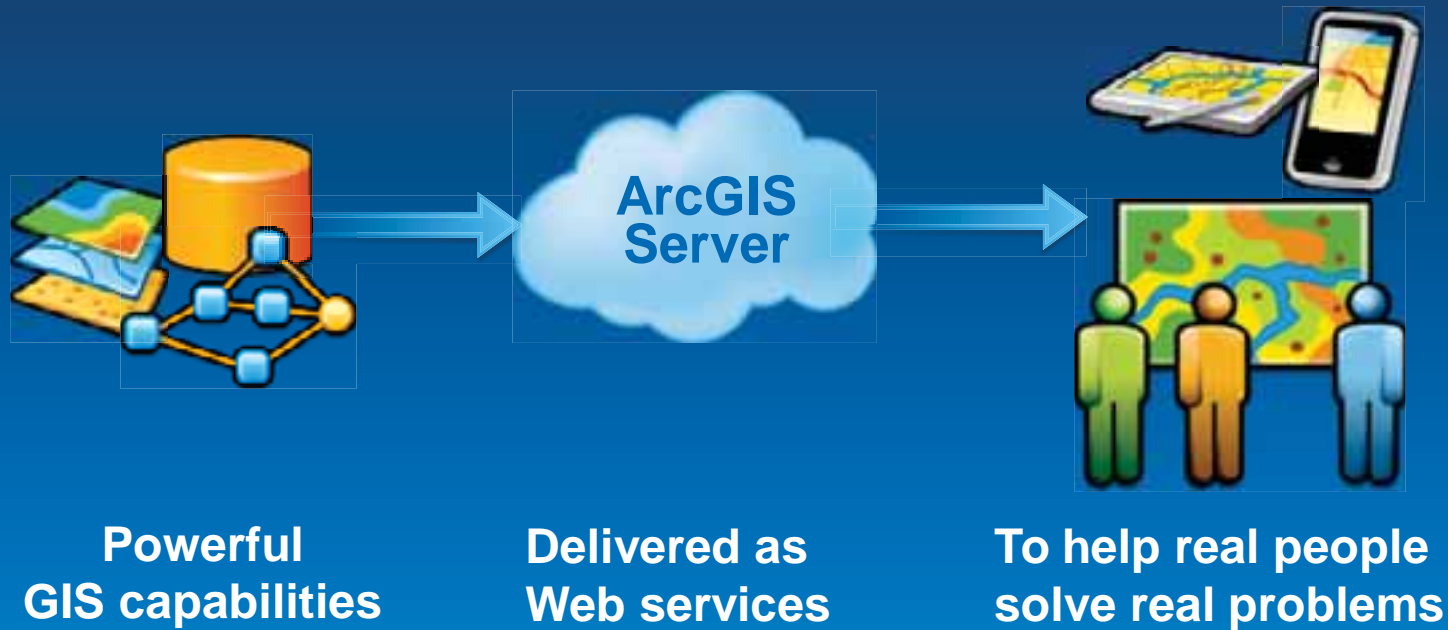 ArcGIS
Server
Powerful
GIS capabilities
Delivered as
Web services
To help real people
solve real problems